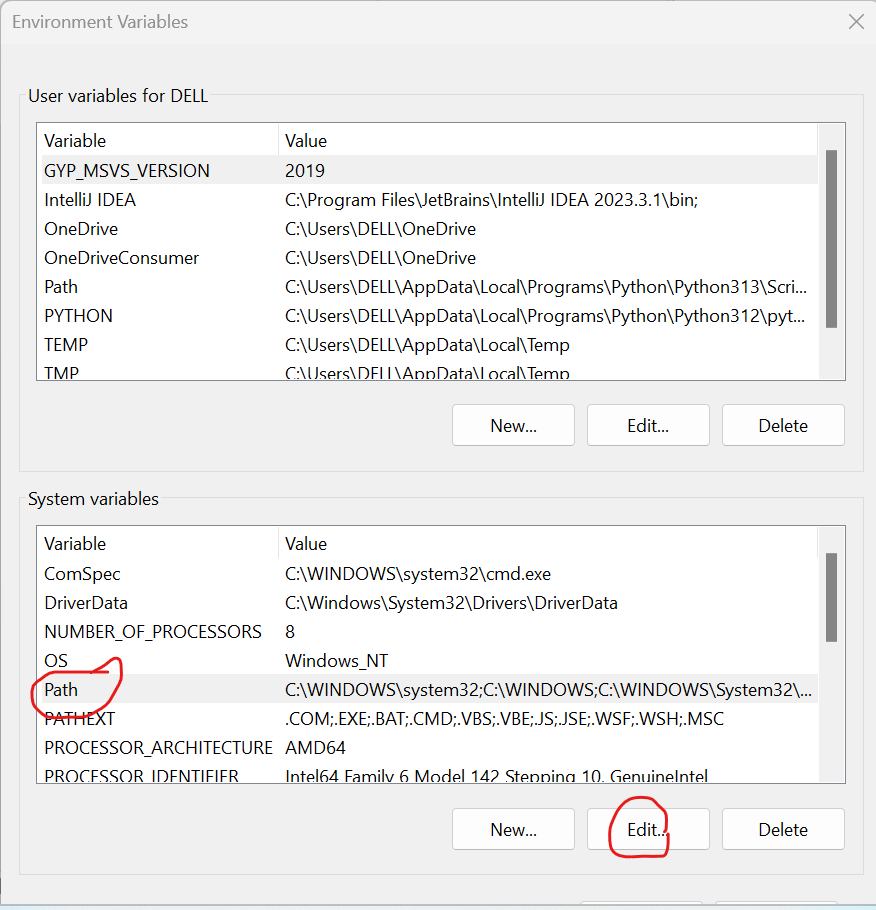 Environment Variables
User variables for DELL
Variable Value
GYP_MSVS_VERSION 2019
IntelliJ IDEA C:\Program Files\JetBrains\IntelliJ IDEA 2023.3.1\bin;
OneDrive C:\Users\DELL\OneDrive
OneDriveConsumer C:\Users\DELL\OneDrive
Path C:\Users\DELL\AppData\Local\Programs\Python\Python313\Scri...
PYTHON C:\Users\DELL\AppData\Local\Programs\Python\Python312\pyt...
TEMP C:\Users\DELL\AppData\Local\Temp
TMP C:\Users\DELL\AppData\Local\Temp
New... Edit... Delete
System variables
Variable Value
ComSpec C:\WINDOWS\system32\cmd.exe
DriverData C:\Windows\System32\Drivers\DriverData
NUMBER_OF_PROCESSORS 8
OS Windows_NT
Path C:\WINDOWS\system32;C:\WINDOWS;C:\WINDOWS\System32\...
PATHEXT .COM;.EXE;.BAT;.CMD;.VBS;.VBE;.JS;.JSE;.WSF;.WSH;.MSC
PROCESSOR_ARCHITECTURE AMD64
PROCESSOR_IDENTIFIER Intel64 Family 6 Model 142 Stepping 10, GenuineIntel
New... Edit... Delete